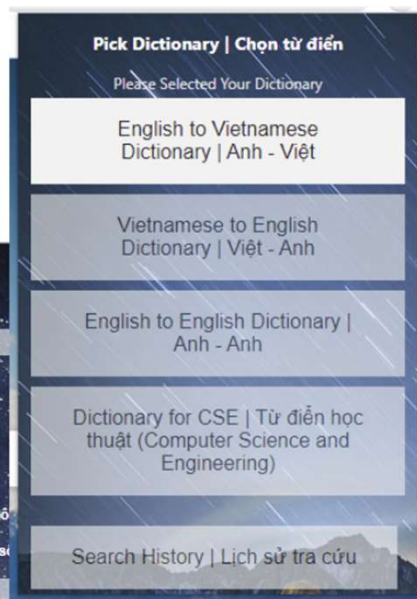 Pick Dictionary | Chọn từ điển
Please Selected Your Dictionary
English to Vietnamese
Dictionary | Anh - Việt
Vietnamese to English
Dictionary | Việt - Anh
English to English Dictionary |
Anh - Anh
Dictionary for CSE | Từ điển học
thuật (Computer Science and
Engineering)
Search History | Lịch sử tra cứu